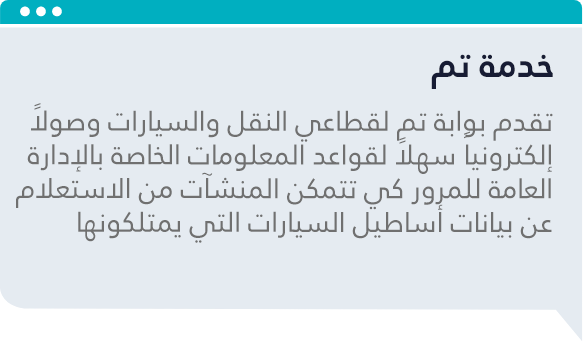 خدمة تم
تقدم بوابة تم لقطاعي النقل والسيارات وصولاً
إلكترونياً سهلاً لقواعد المعلومات الخاصة بالإدارة
العامة للمرور كي تتمكن المنشآت من الاستعلام
عن بيانات أساطيل السيارات التي يمتلكونها